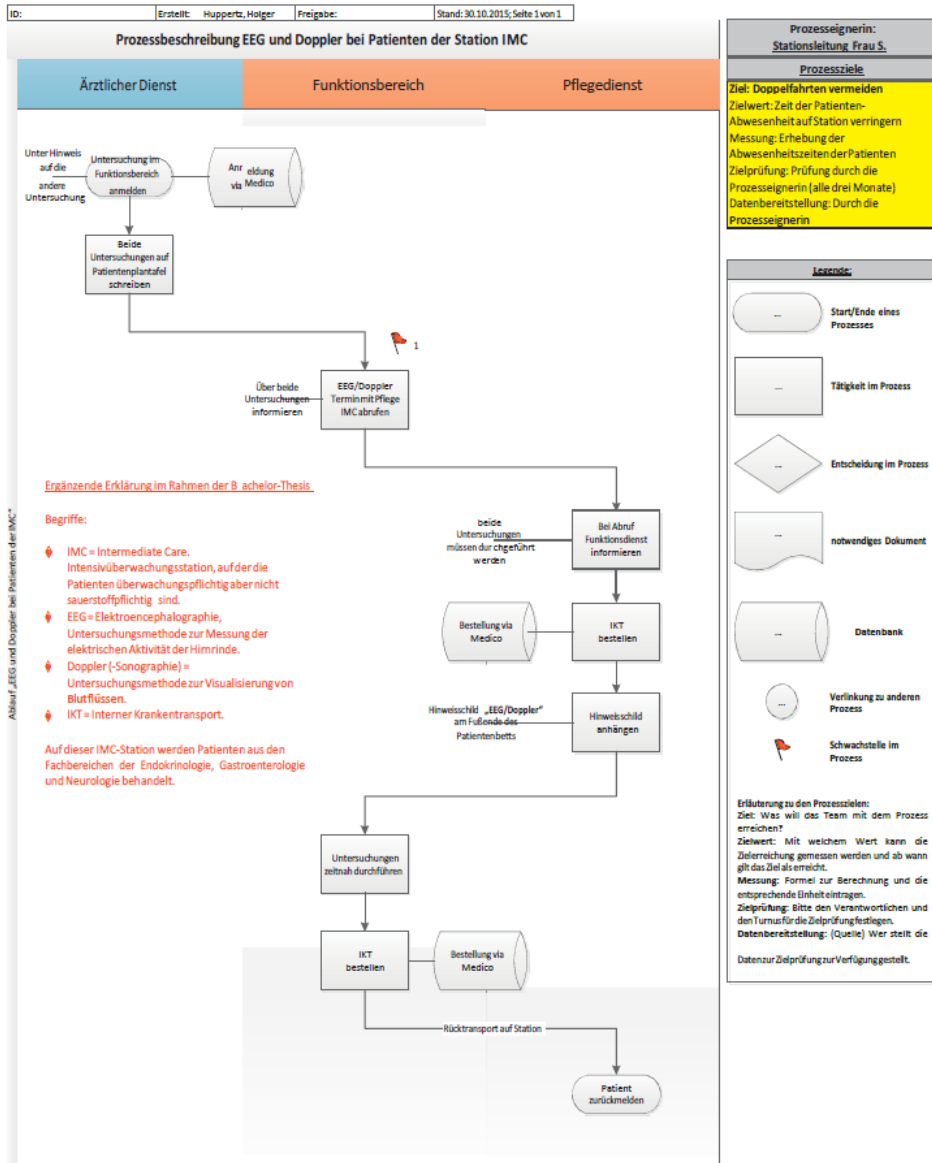 ID: Erstellt: Huppertz, Holger Freigabe: Stand: 30.10.2015; Seite 1 von 1
Prozessbeschreibung EEG und Doppler bei Patienten der Station IMC
Ärztlicher Dienst
Funktionsbereich
Pflegedienst
Unter Hinweis
auf die
andere
Untersuchung
Untersuchung im
Funktionsbereich
anmelden
Anr eldung
via Medico
Beide
Untersuchungen auf
Patientenplantafel
schreiben
1
Über beide
Untersuchungen
informieren
EEG/Doppler
Termin mit Pflege
IMC abrufen
Ergänzende Erklärung im Rahmen der B achelor-Thesis
Begriffe:
IMC = Intermediate Care.
Intensivüberwachungsstation, auf der die
Patienten überwachungspflichtig aber nicht
sauerstoffpflichtig sind.
EEG = Elektroencephalographie,
Untersuchungsmethode zur Messung der
elektrischen Aktivität der Hirnrinde.
Doppler (-Sonographie) =
Untersuchungsmethode zur Visualisierung von
Blutflüssen.
IKT = Interner Krankentransport.
Auf dieser IMC-Station werden Patienten aus den
Fachbereichen der Endokrinologie, Gastroenterologie
und Neurologie behandelt.
beide
Untersuchungen
müssen dur chgeführt
werden
Bei Abruf
Funktionsdienst
informieren
Bestellung via
Medico
IKT
bestellen
Hinweisschild „EEG/Doppler"
am Fußende des
Patientenbetts
Hinweisschild
anhängen
Untersuchungen
zeitnah durchführen
IKT
bestellen
Bestellung via
Medico
Rücktransport auf Station
Patient
zurückmelden
Ablauf „EEG und Doppler bei Patienten der IMC"
Prozesseignerin:
Stationsleitung Frau S.
Prozessziele
Ziel: Doppelfahrten vermeiden
Zielwert: Zeit der Patienten-
Abwesenheit auf Station verringern
Messung: Erhebung der
Abwesenheitszeiten der Patienten
Zielprüfung: Prüfung durch die
Prozesseignerin (alle drei Monate)
Datenbereitstellung: Durch die
Prozesseignerin
Legende:
...
Start/Ende eines
Prozesses
...
Tätigkeit im Prozess
...
Entscheidung im Prozess
...
notwendiges Dokument
...
Datenbank
...
Verlinkung zu anderen
Prozess
Schwachstelle im
Prozess
Erläuterung zu den Prozesszielen:
Ziel: Was will das Team mit dem Prozess
erreichen?
Zielwert: Mit welchem Wert kann die
Zielerreichung gemessen werden und ab wann
gilt das Ziel als erreicht.
Messung: Formel zur Berechnung und die
entsprechende Einheit eintragen.
Zielprüfung: Bitte den Verantwortlichen und
den Turnus für die Zielprüfung festlegen.
Datenbereitstellung: (Quelle) Wer stellt die
Daten zur Zielprüfung zur Verfügung gestellt.